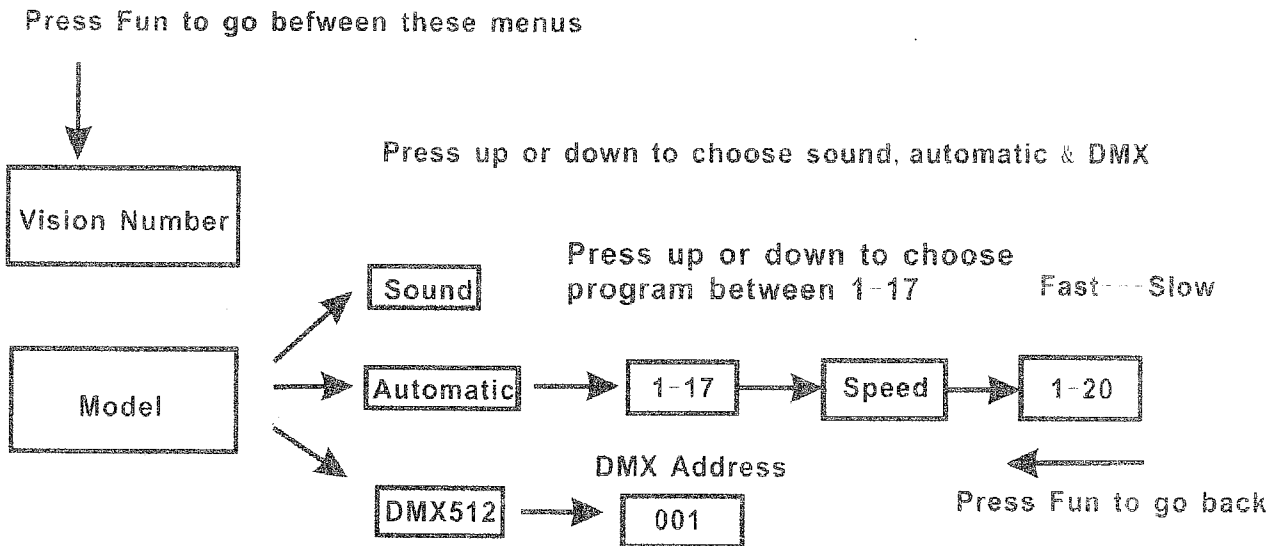 Press Fun to go befween these menus
Press up or down to choose sound, automatic & DMX
Vision Number
Press up or down to choose
program between 1-17
Fast---Slow
Sound
Model
Automatic
1-17
Speed
1-20
DMX Address
DMX512
001
Press Fun to go back